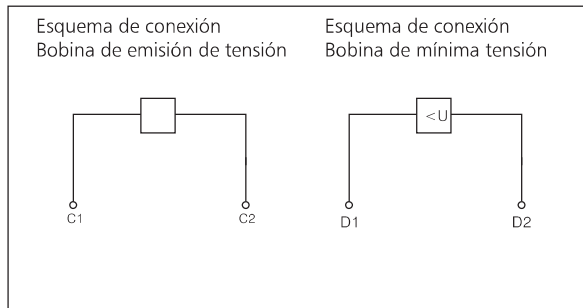 Esquema de conexión
Bobina de emisión de tensión
C1
C2
Esquema de conexión
Bobina de mínima tensión
<U
D1
D2